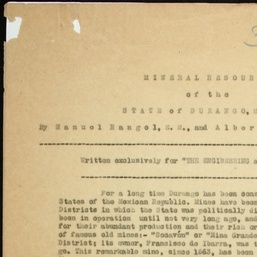 MINERAL RESOUR
of the
STATE of DURANGO, M
By Manuel Rangel, M. E., and Alber
Written exclusively for "THE ENGINEERING a
For a long time Durango has been some
States of the Mexican Republic. Mines have been
Districts in which the State was politically di
been in operation until not very long ago, and
for their abundant production and their rich or
of famous old mines:- "Bocavón" or "Mina Grande
District; its owner, Francisco de Ibarra, was t
go. This remarkable mine, since 1563, has been